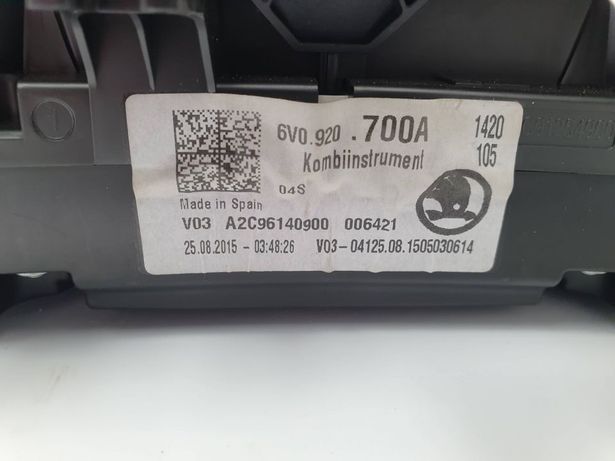 6V0.920 .700A 1420
Kombiinstrument 105
04S
Made in Spain
V03 A2C96140900 006421
25.08.2015 - 03:48:26 V03-04125.08.1505030614